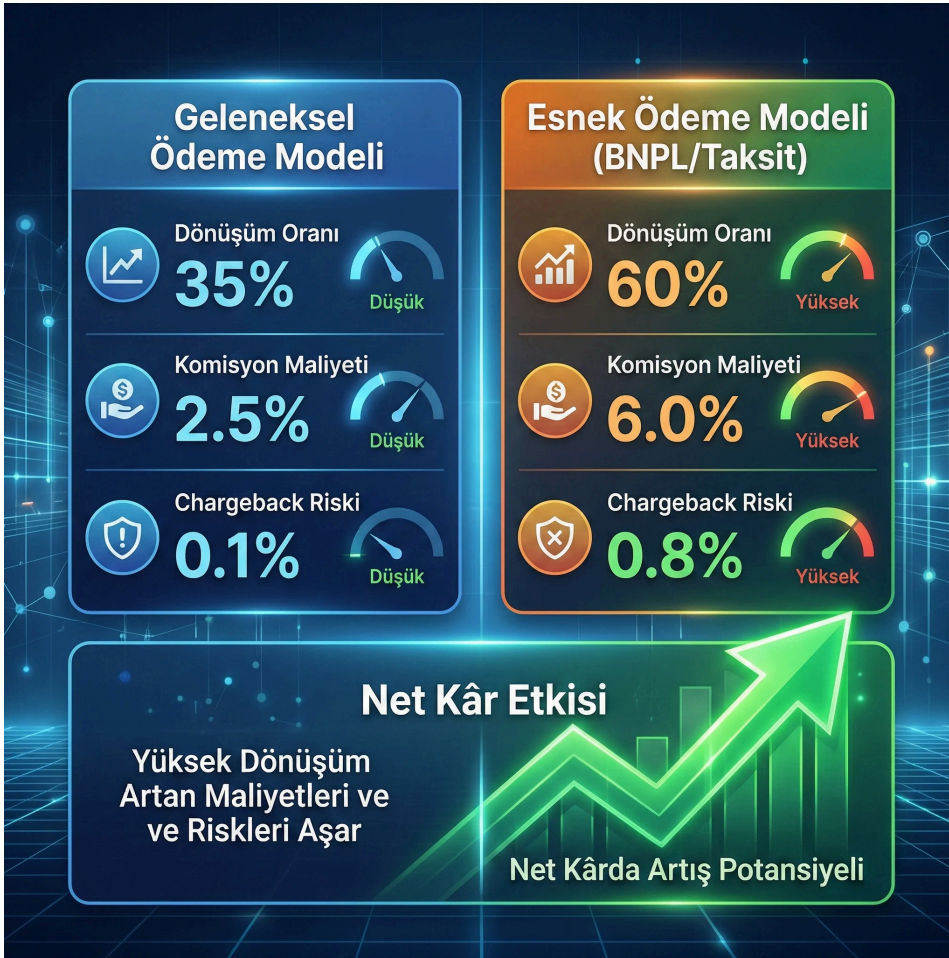 Geleneksel
Ödeme Modeli
Dönüşüm Oranı
35%
Düşük
Komisyon Maliyeti
2.5%
Düşük
Chargeback Riski
0.1%
Düşük
Esnek Ödeme Modeli
(BNPL/Taksit)
Dönüşüm Oranı
60%
Yüksek
Komisyon Maliyeti
$
6.0%
Yüksek
Chargeback Riski
0.8%
Yüksek
Net Kâr Etkisi
Yüksek Dönüşüm
Artan Maliyetleri ve
ve Riskleri Aşar
Net Kârda Artış Potansiyeli